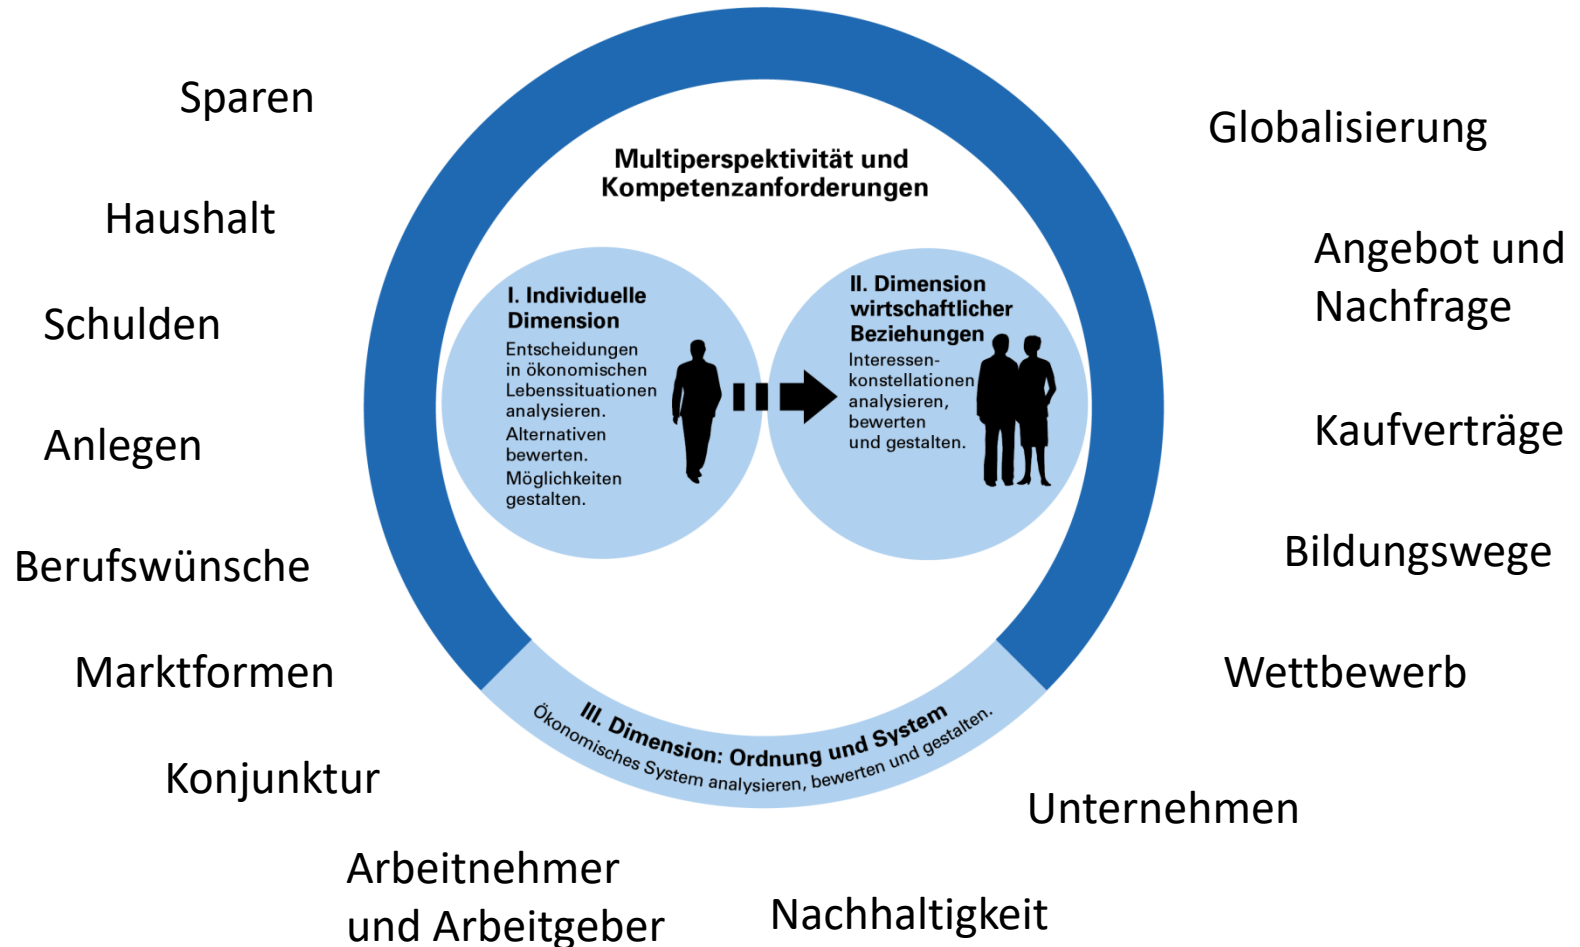 Sparen
Haushalt
Schulden
Anlegen
Berufswünsche
Marktformen
Konjunktur
Arbeitnehmer
und Arbeitgeber
Multiperspektivität und
Kompetenzanforderungen
I. Individuelle
Dimension
Entscheidungen
in ökonomischen
Lebenssituationen
analysieren.
Alternativen
bewerten.
Möglichkeiten
gestalten.
II. Dimension
wirtschaftlicher
Beziehungen
Interessen-
konstellationen
analysieren,
bewerten
und gestalten.
III. Dimension: Ordnung und System
Ökonomisches System analysieren, bewerten und gestalten.
Globalisierung
Angebot und
Nachfrage
Kaufverträge
Bildungswege
Wettbewerb
Unternehmen
Nachhaltigkeit